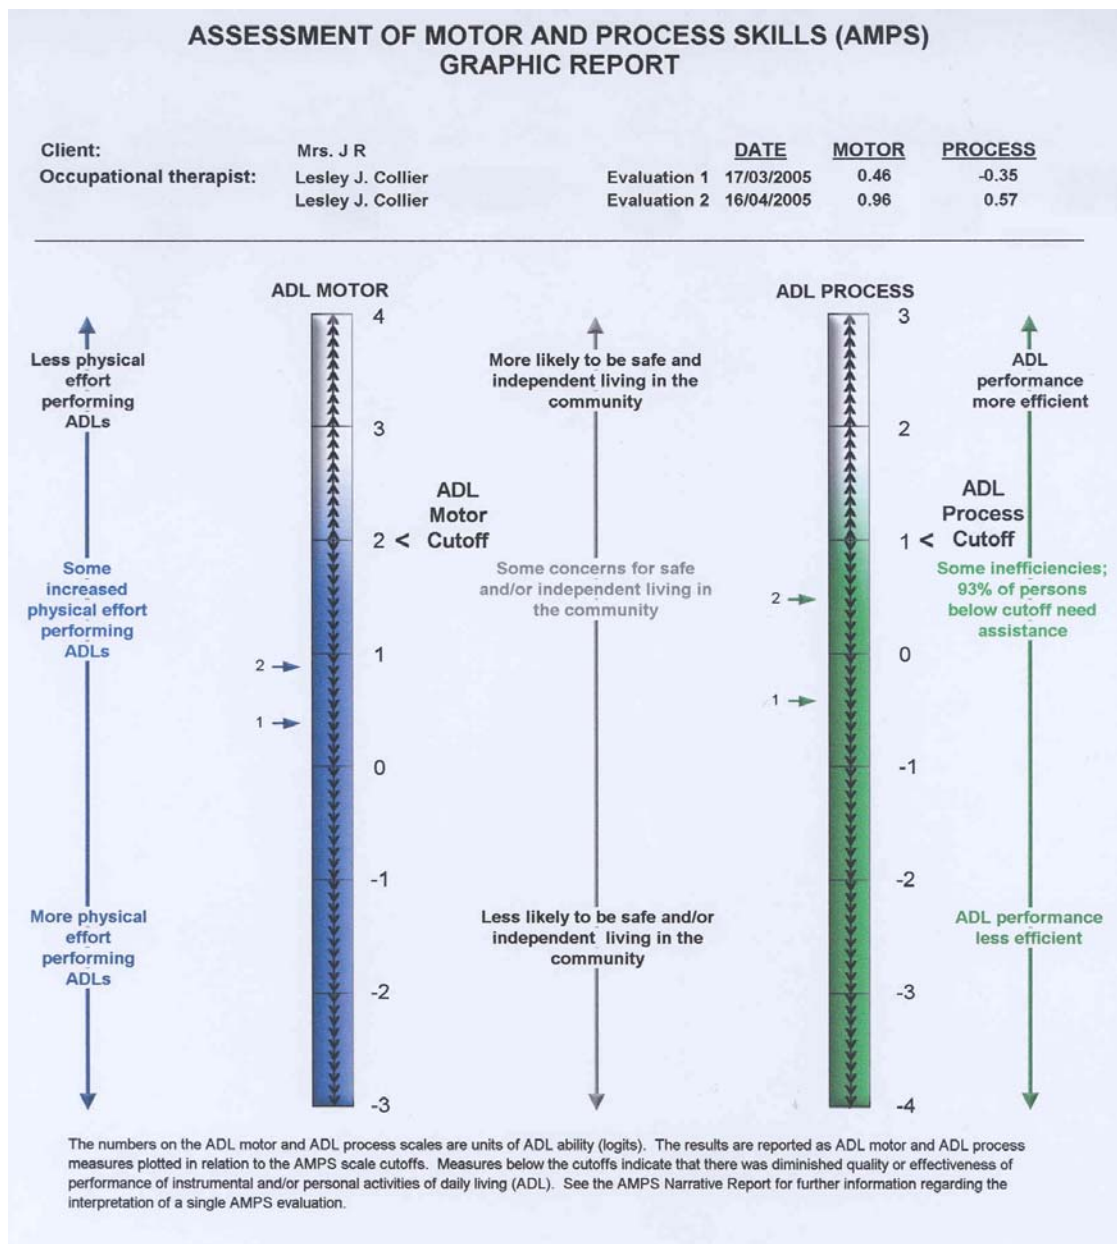 ASSESSMENT OF MOTOR AND PROCESS SKILLS (AMPS)
GRAPHIC REPORT
DATE MOTOR PROCESS
Client: Mrs. J R
Occupational therapist: Lesley J. Collier Evaluation 1 17/03/2005 0.46 -0.35
Lesley J. Collier Evaluation 2 16/04/2005 0.96 0.57
ADL MOTOR
4
3
2
1
0
-1
-2
-3
Less physical
effort
performing
ADLs
Some
increased
physical effort
performing
ADLs
More physical
effort
performing
ADLs
ADL
Motor
< Cutoff
2
1
More likely to be safe and
independent living in the
community
Some concerns for safe
and/or independent living in
the community
Less likely to be safe and/or
independent living in the
community
ADL PROCESS
3
2
1
0
-1
-2
-3
-4
2
1
ADL
Process
< Cutoff
ADL
performance
more efficient
Some inefficiencies;
93% of persons
below cutoff need
assistance
ADL performance
less efficient
The numbers on the ADL motor and ADL process scales are units of ADL ability (logits). The results are reported as ADL motor and ADL process
measures plotted in relation to the AMPS scale cutoffs. Measures below the cutoffs indicate that there was diminished quality or effectiveness of
performance of instrumental and/or personal activities of daily living (ADL). See the AMPS Narrative Report for further information regarding the
interpretation of a single AMPS evaluation.